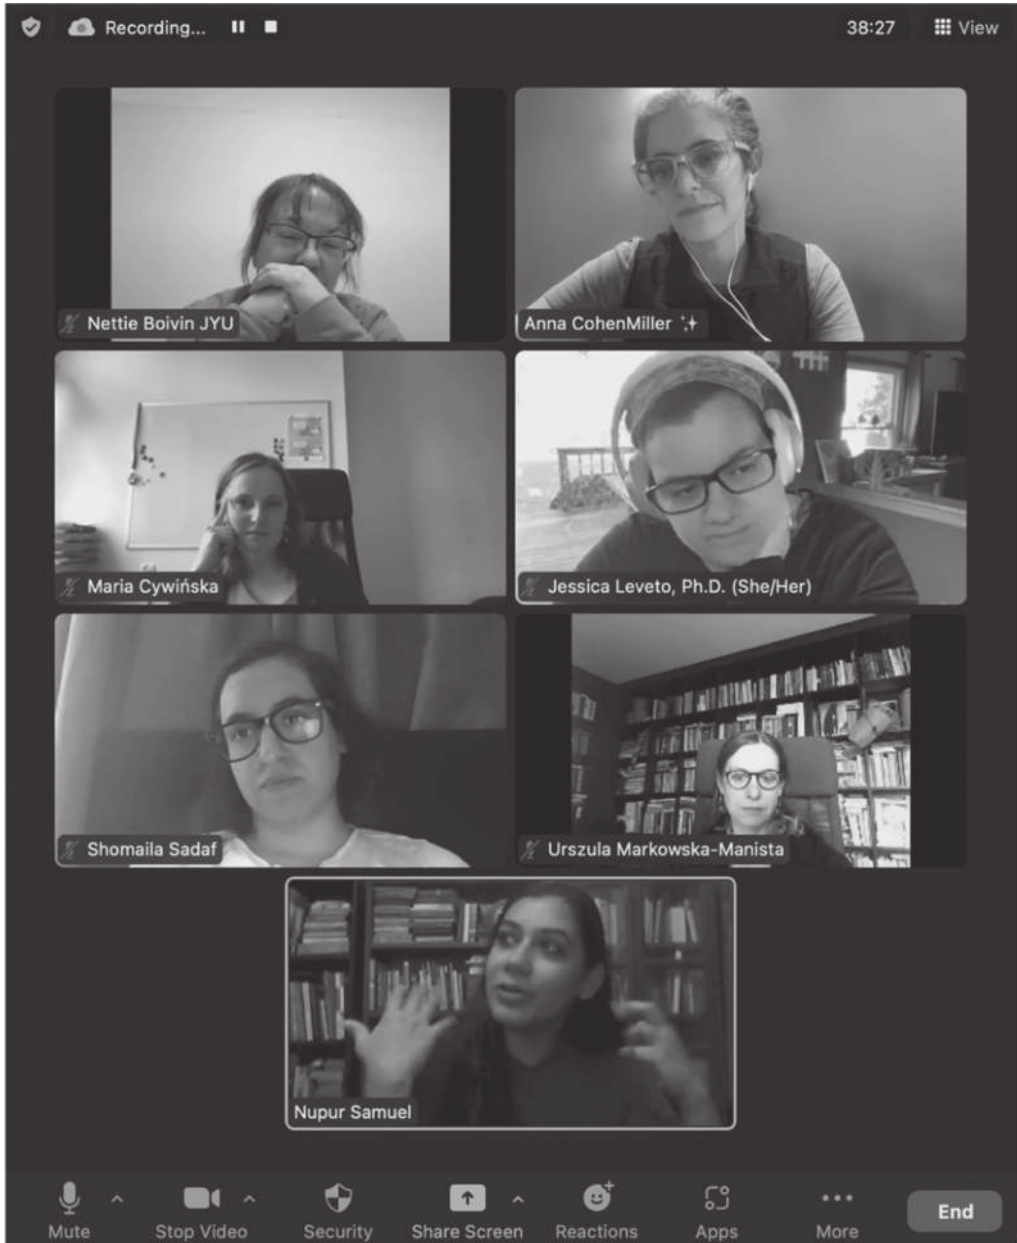 Recording...
38:27
View
Nettie Boivin JYU
Anna CohenMiller
Maria Cywińska
Jessica Leveto, Ph.D. (She/Her)
Shomaila Sadaf
Urszula Markowska-Manista
Nupur Samuel
Mute
Stop Video
Security
Share Screen
Reactions
Apps
More
End